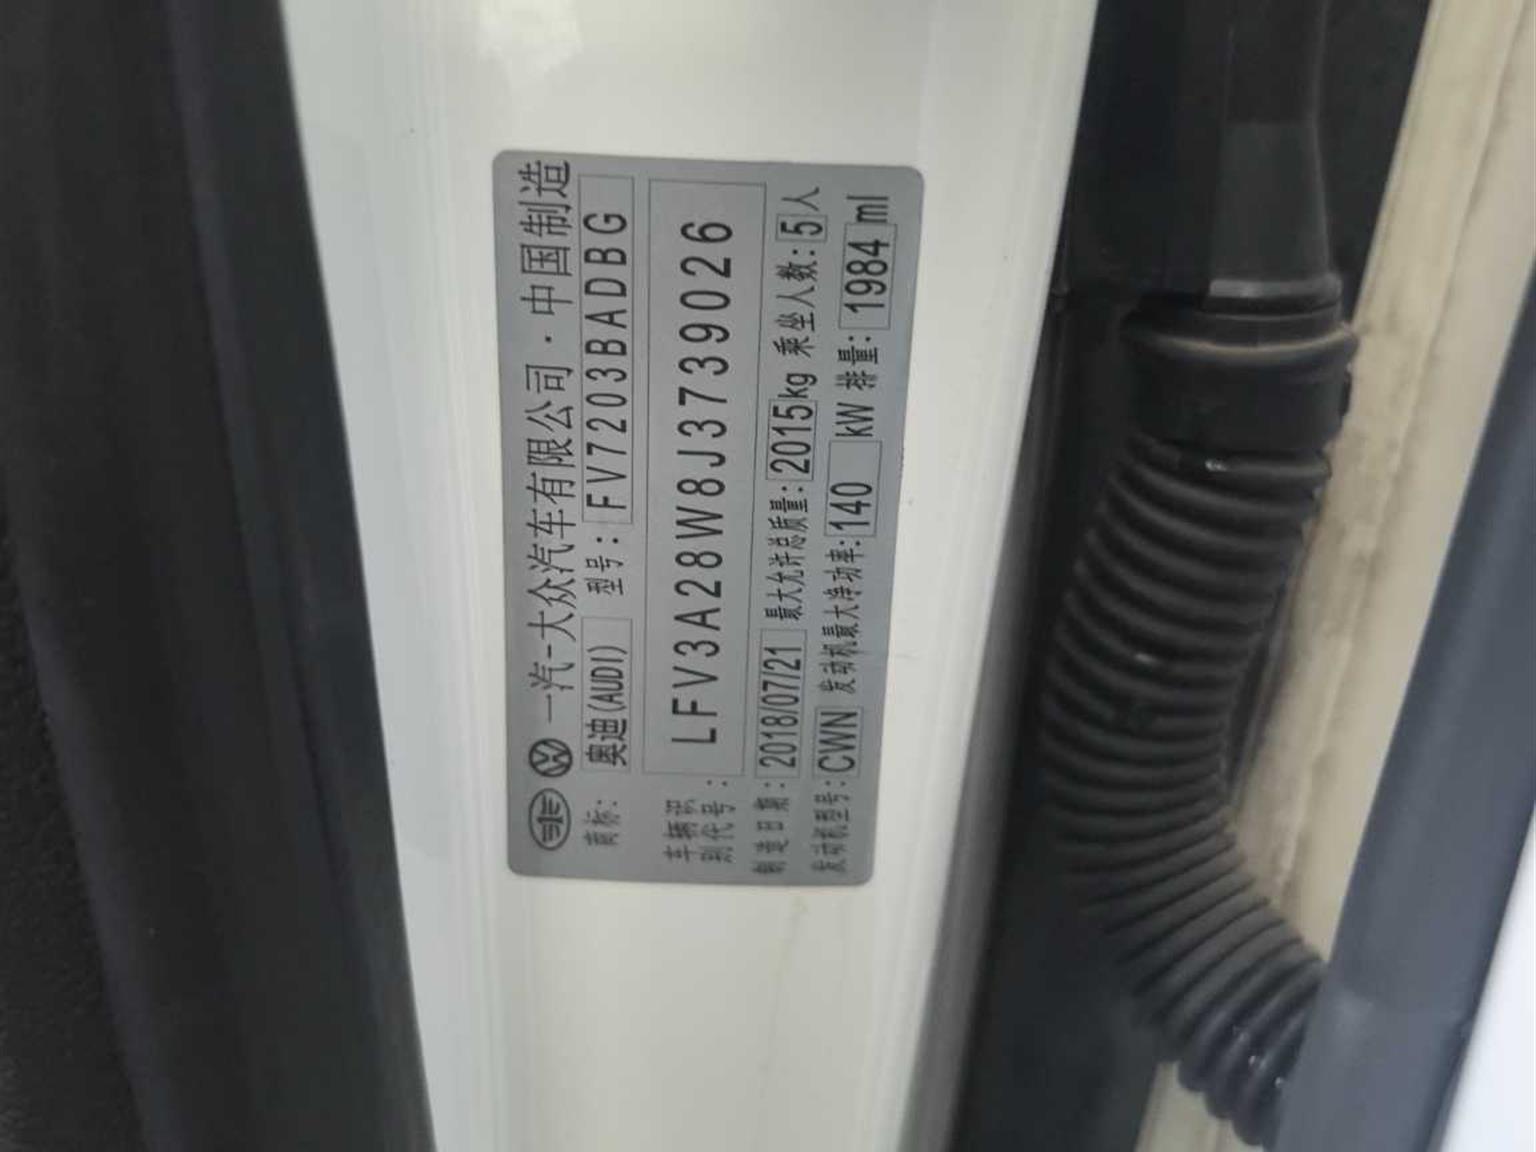 一汽-大众汽车有限公司·中国制造
商标: 奥迪(AUDI) 型号: FV7203BADBG
车辆识别代号: LFV3A28W8J3739026
制造日期: 2018/07/21 最大允许总质量: 2015kg 乘坐人数: 5人
发动机型号: CWN 发动机最大净功率: 140 kW 排量: 1984 ml